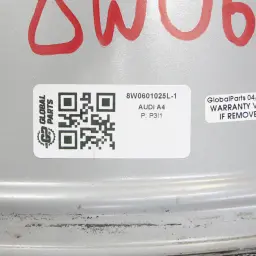 8W06
GLOBAL
PARTS
8W0601025L-1
AUDI A4
P. P3I1
GlobalParts 04.
WARRANTY V
IF REMOVE